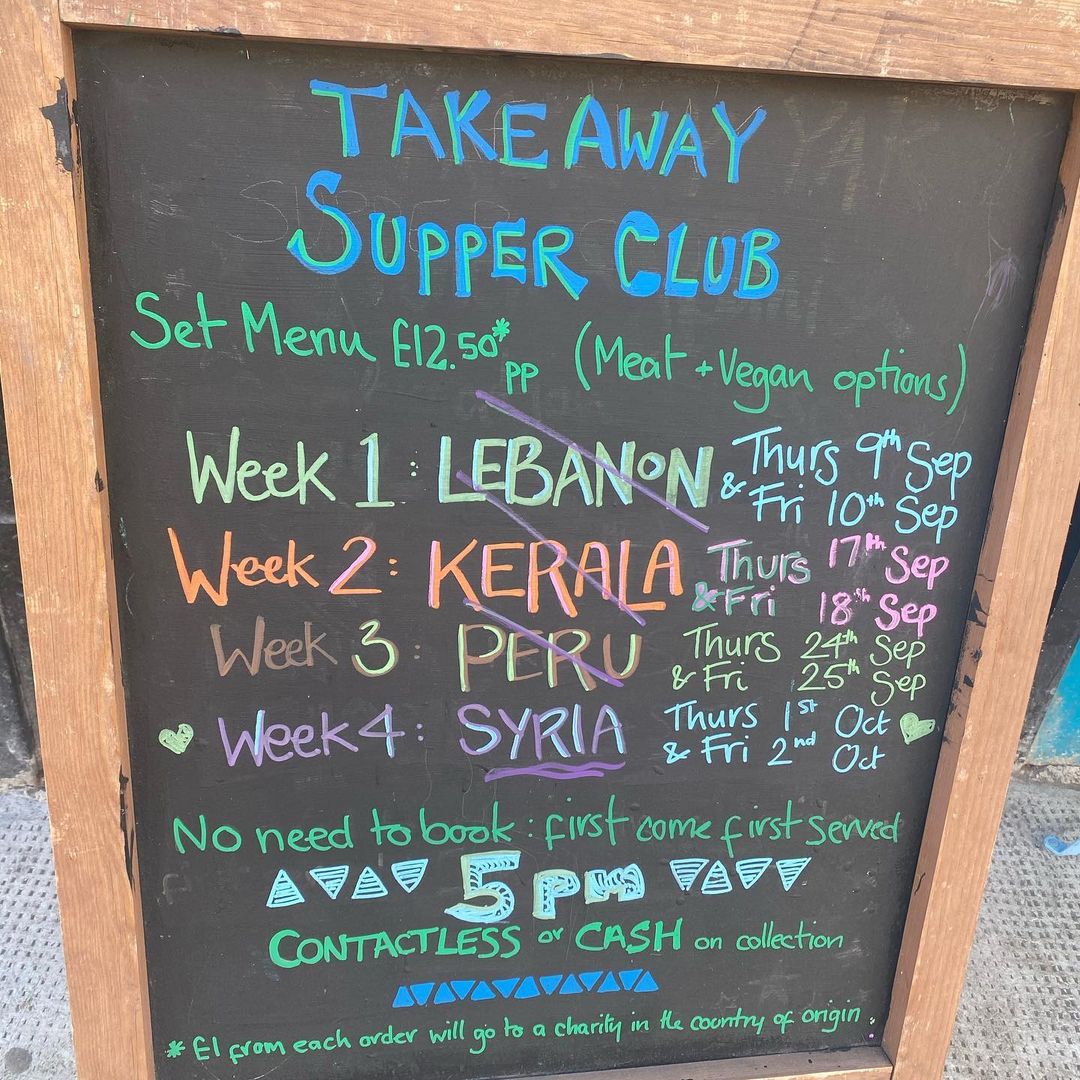 TAKE AWAY
SUPPER CLUB
Set Menu £12.50* pp (Meat + Vegan options)
Week 1: LEBANON Thurs 9th Sep
& Fri 10th Sep
Week 2: KERALA Thurs 17th Sep
& Fri 18th Sep
Week 3: PERU Thurs 24th Sep
& Fri 25th Sep
Week 4: SYRIA Thurs 1st Oct
& Fri 2nd Oct
No need to book: first come first served
5pm
CONTACTLESS or CASH on collection
* £1 from each order will go to a charity in the country of origin.